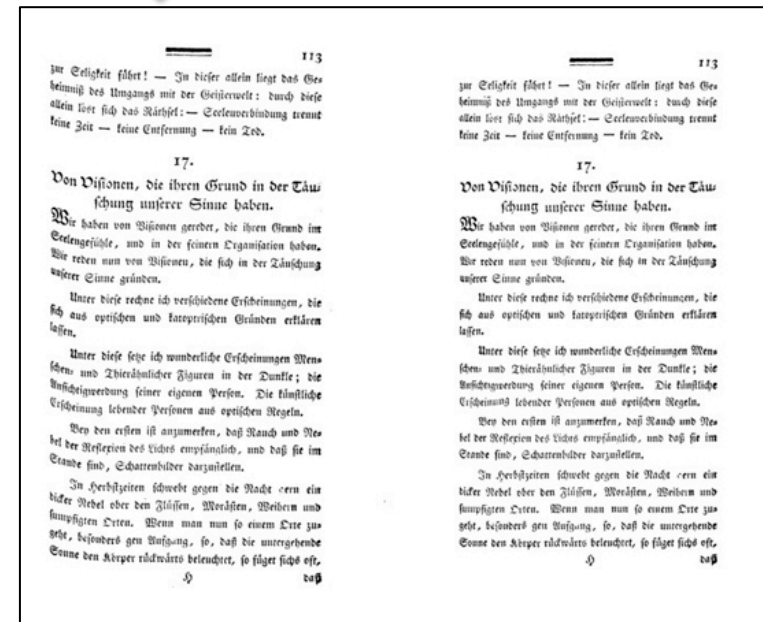 113
zur Seligkeit führt! — In dieser allein liegt das Ge-
heimniß des Umgangs mit der Geisterwelt: durch diese
allein löst sich das Räthsel: — Seelenverbindung trennt
keine Zeit — keine Entfernung — kein Tod.
17.
Von Visionen, die ihren Grund in der Täu-
schung unserer Sinne haben.
Wir haben von Visionen geredet, die ihren Grund im
Seelengefühle, und in der feinern Organisation haben.
Wir reden nun von Visionen, die sich in der Täuschung
unserer Sinne gründen.
Unter diese rechne ich verschiedene Erscheinungen, die
sich aus optischen und katoptrischen Gründen erklären
lassen.
Unter diese setze ich wunderliche Erscheinungen Men-
schen- und Thierähnlicher Figuren in der Dunkle; die
Ansichtigwerdung seiner eigenen Person. Die künstliche
Erscheinung lebender Personen aus optischen Regeln.
Bey den ersten ist anzumerken, daß Rauch und Ne-
bel der Reflexion des Lichts empfänglich, und daß sie im
Stande sind, Schattenbilder darzustellen.
In Herbstzeiten schwebt gegen die Nacht ein
dicker Nebel ober den Flüssen, Morästen, Weihern und
sumpfigten Orten. Wenn man nun so einem Orte zu-
geht, besonders gen Aufgang, so, daß die untergehende
Sonne den Körper rückwärts beleuchtet, so füget sichs oft,
H daß
113
zur Seligkeit führt! — In dieser allein liegt das Ge-
heimniß des Umgangs mit der Geisterwelt: durch diese
allein löst sich das Räthsel: — Seelenverbindung trennt
keine Zeit — keine Entfernung — kein Tod.
17.
Von Visionen, die ihren Grund in der Täu-
schung unserer Sinne haben.
Wir haben von Visionen geredet, die ihren Grund im
Seelengefühle, und in der feinern Organisation haben.
Wir reden nun von Visionen, die sich in der Täuschung
unserer Sinne gründen.
Unter diese rechne ich verschiedene Erscheinungen, die
sich aus optischen und katoptrischen Gründen erklären
lassen.
Unter diese setze ich wunderliche Erscheinungen Men-
schen- und Thierähnlicher Figuren in der Dunkle; die
Ansichtigwerdung seiner eigenen Person. Die künstliche
Erscheinung lebender Personen aus optischen Regeln.
Bey den ersten ist anzumerken, daß Rauch und Ne-
bel der Reflexion des Lichts empfänglich, und daß sie im
Stande sind, Schattenbilder darzustellen.
In Herbstzeiten schwebt gegen die Nacht ein
dicker Nebel ober den Flüssen, Morästen, Weihern und
sumpfigten Orten. Wenn man nun so einem Orte zu-
geht, besonders gen Aufgang, so, daß die untergehende
Sonne den Körper rückwärts beleuchtet, so füget sichs oft,
H daß